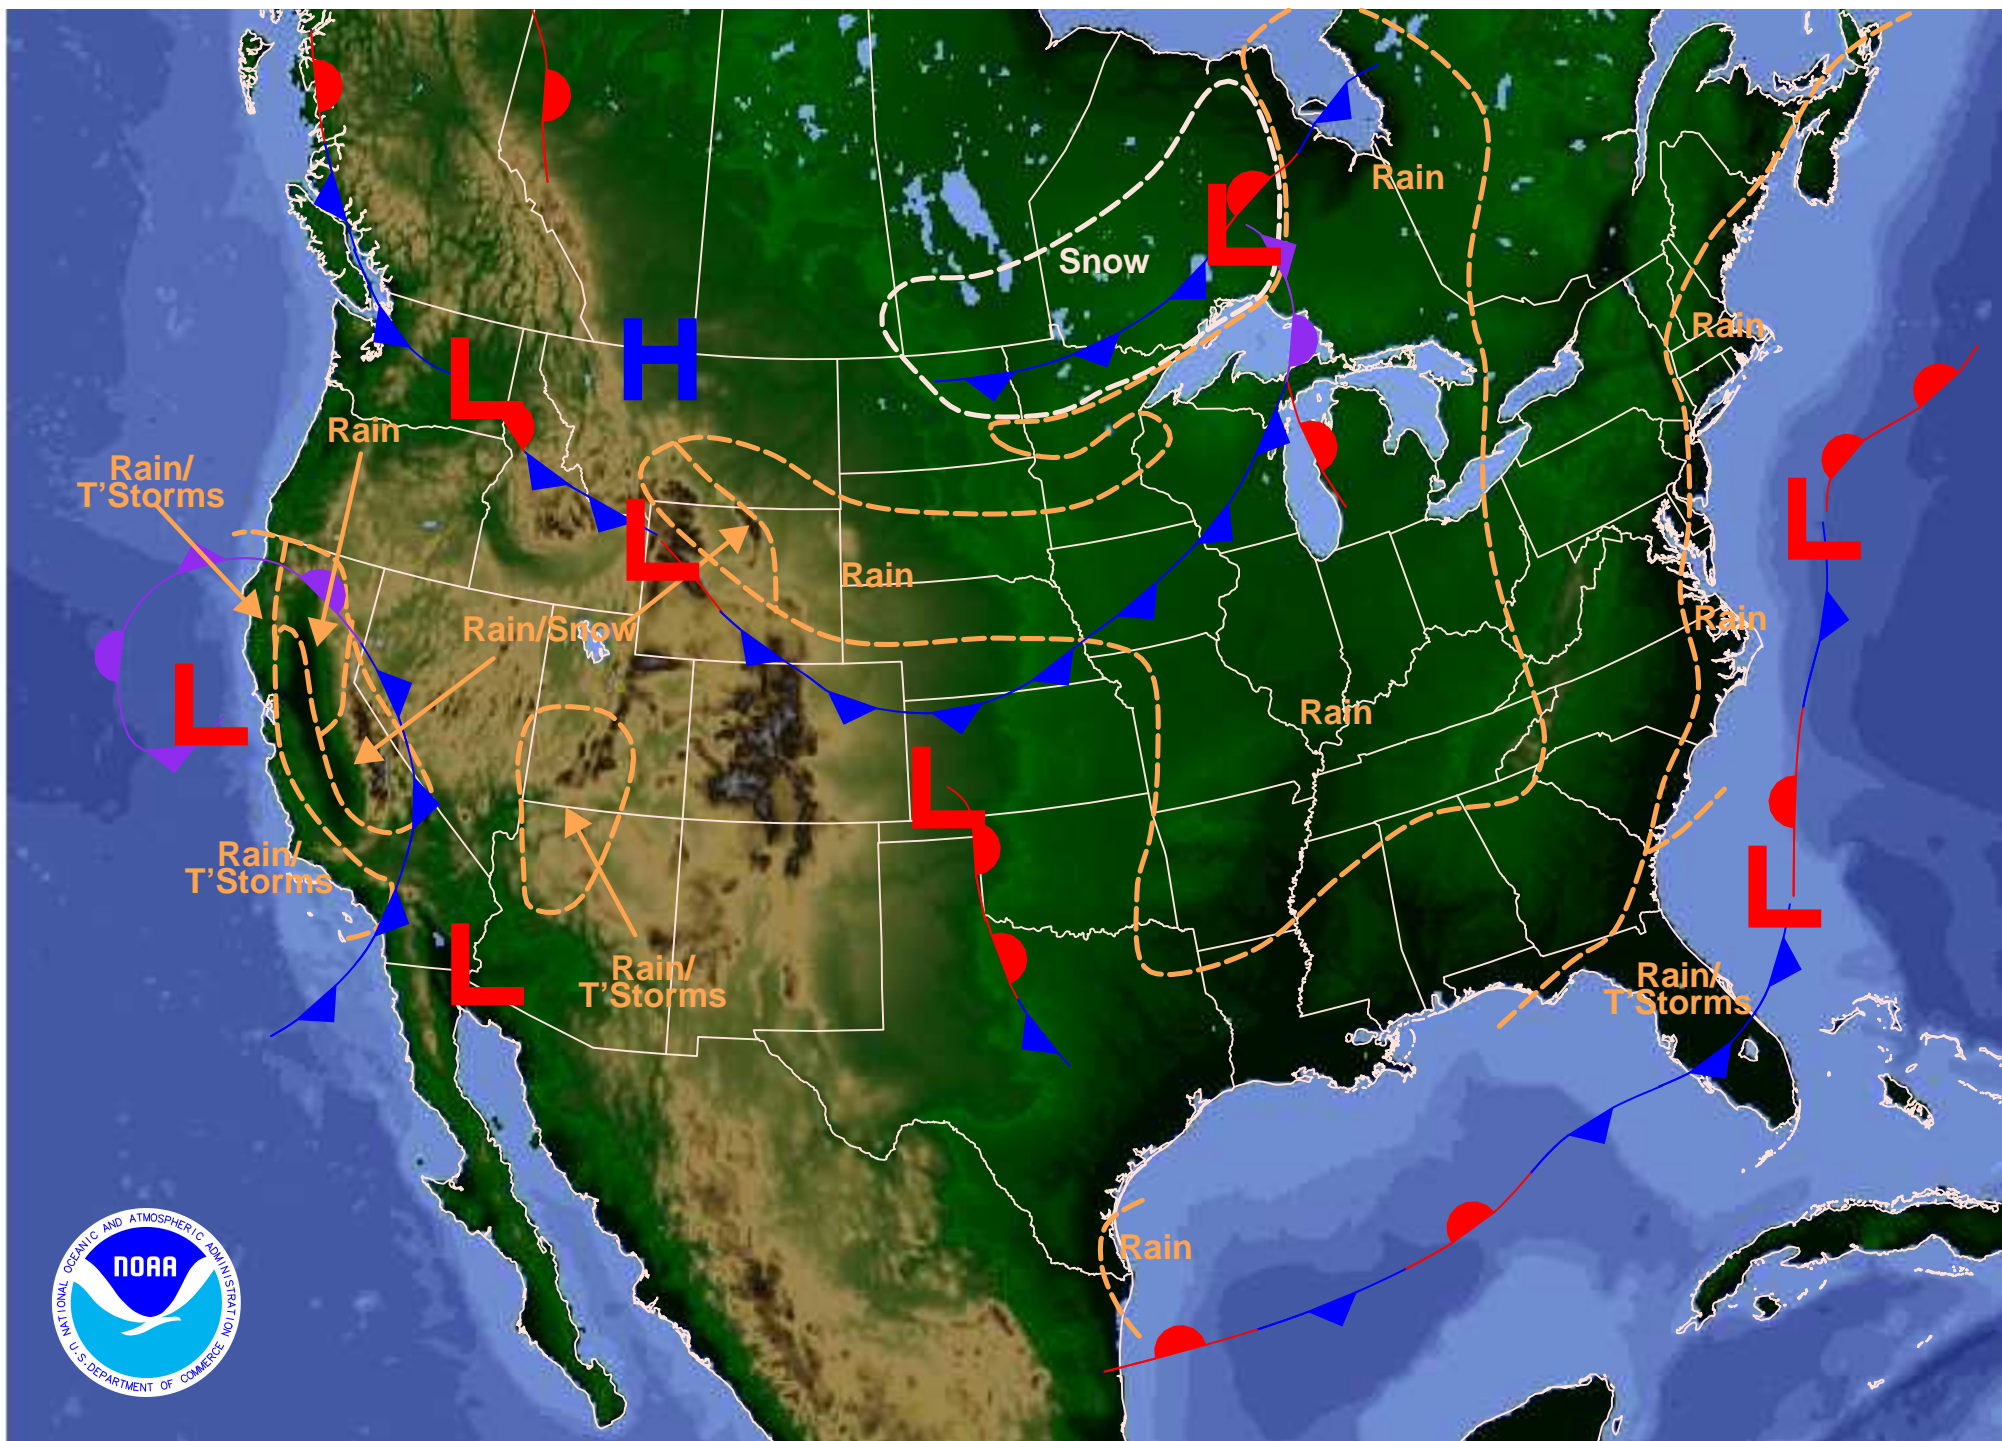 Rain
Snow
L
H
Rain
L
L
Rain
Rain/
T'Storms
L
L
Rain
Rain/Snow
Rain
L
Rain
L
Rain/
T'Storms
L
L
Rain/
T'Storms
Rain/
T'Storms
Rain
NATIONAL OCEANIC AND ATMOSPHERIC ADMINISTRATION
NOAA
U.S. DEPARTMENT OF COMMERCE